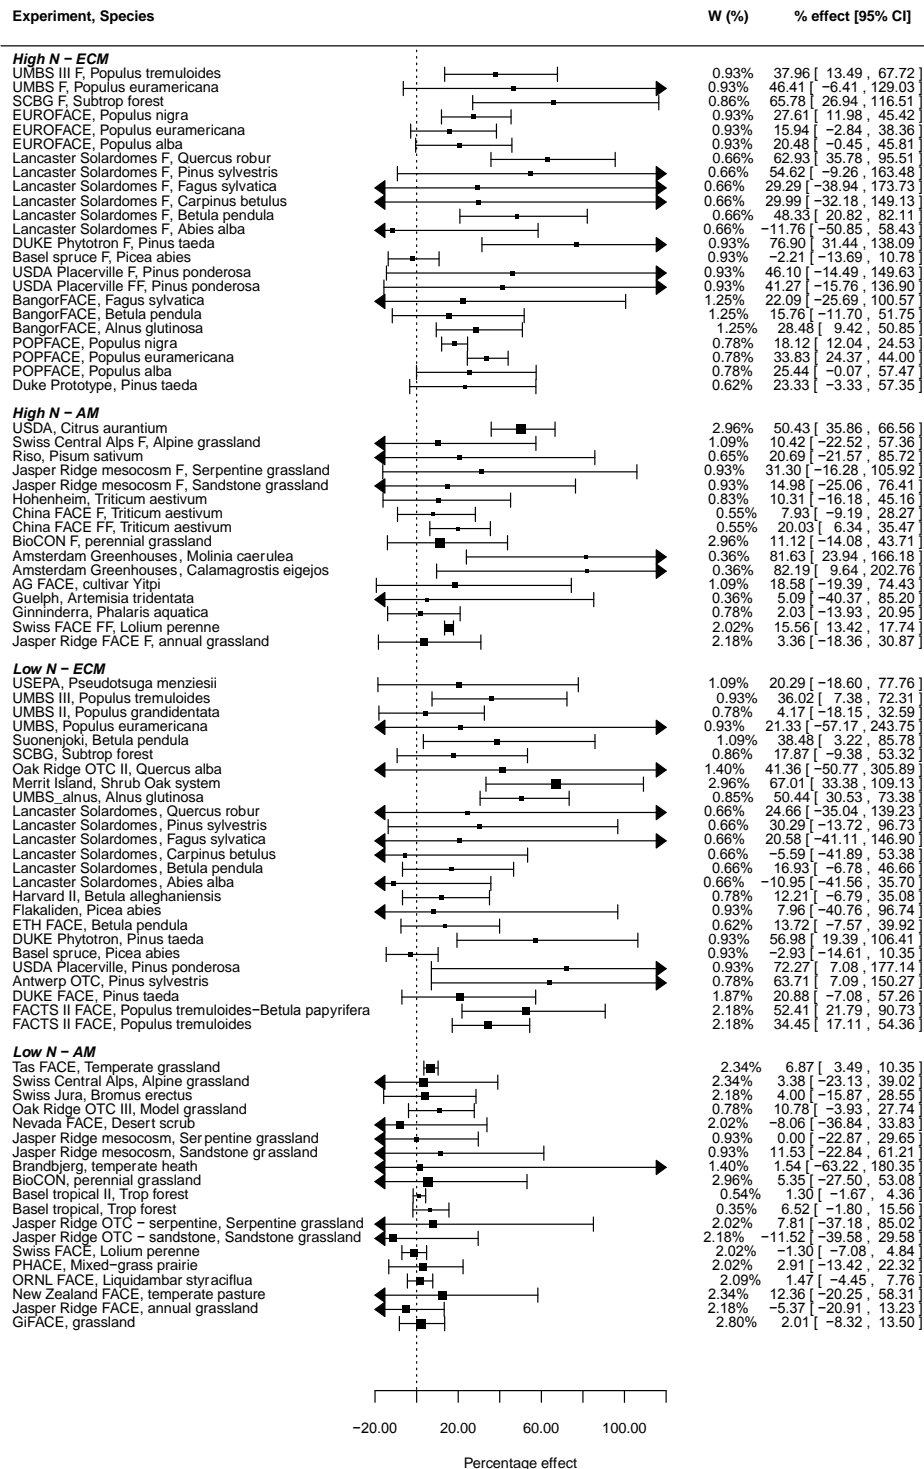 Experiment, Species W (%) % effect [95% CI]
High N − ECM
UMBS III F, Populus tremuloides 0.93% 37.96 [ 13.49 , 67.72 ]
UMBS F, Populus euramericana 0.93% 46.41 [ −6.41 , 129.03 ]
SCBG F, Subtrop forest 0.86% 65.78 [ 26.94 , 116.51 ]
EUROFACE, Populus nigra 0.93% 27.61 [ 11.98 , 45.42 ]
EUROFACE, Populus euramericana 0.93% 15.94 [ −2.84 , 38.36 ]
EUROFACE, Populus alba 0.93% 20.48 [ −0.45 , 45.81 ]
Lancaster Solardomes F, Quercus robur 0.66% 62.93 [ 35.78 , 95.51 ]
Lancaster Solardomes F, Pinus sylvestris 0.66% 54.62 [ −9.26 , 163.48 ]
Lancaster Solardomes F, Fagus sylvatica 0.66% 29.29 [ −38.94 , 173.73 ]
Lancaster Solardomes F, Carpinus betulus 0.66% 29.99 [ −32.18 , 149.13 ]
Lancaster Solardomes F, Betula pendula 0.66% 48.33 [ 20.82 , 82.11 ]
Lancaster Solardomes F, Abies alba 0.66% −11.76 [ −50.85 , 58.43 ]
DUKE Phytotron F, Pinus taeda 0.93% 76.90 [ 31.44 , 138.09 ]
Basel spruce F, Picea abies 0.93% −2.21 [ −13.69 , 10.78 ]
USDA Placerville F, Pinus ponderosa 0.93% 46.10 [ −14.49 , 149.63 ]
USDA Placerville FF, Pinus ponderosa 0.93% 41.27 [ −15.76 , 136.90 ]
BangorFACE, Fagus sylvatica 1.25% 22.09 [ −25.69 , 100.57 ]
BangorFACE, Betula pendula 1.25% 15.76 [ −11.70 , 51.75 ]
BangorFACE, Alnus glutinosa 1.25% 28.48 [ 9.42 , 50.85 ]
POPFACE, Populus nigra 0.78% 18.12 [ 12.04 , 24.53 ]
POPFACE, Populus euramericana 0.78% 33.83 [ 24.37 , 44.00 ]
POPFACE, Populus alba 0.78% 25.44 [ −0.07 , 57.47 ]
Duke Prototype, Pinus taeda 0.62% 23.33 [ −3.33 , 57.35 ]
High N − AM
USDA, Citrus aurantium 2.96% 50.43 [ 35.86 , 66.56 ]
Swiss Central Alps F, Alpine grassland 1.09% 10.42 [ −22.52 , 57.36 ]
Riso, Pisum sativum 0.65% 20.69 [ −21.57 , 85.72 ]
Jasper Ridge mesocosm F, Serpentine grassland 0.93% 31.30 [ −16.28 , 105.92 ]
Jasper Ridge mesocosm F, Sandstone grassland 0.93% 14.98 [ −25.06 , 76.41 ]
Hohenheim, Triticum aestivum 0.83% 10.31 [ −16.18 , 45.16 ]
China FACE F, Triticum aestivum 0.55% 7.93 [ −9.19 , 28.27 ]
China FACE FF, Triticum aestivum 0.55% 20.03 [ 6.34 , 35.47 ]
BioCON F, perennial grassland 2.96% 11.12 [ −14.08 , 43.71 ]
Amsterdam Greenhouses, Molinia caerulea 0.36% 81.63 [ 23.94 , 166.18 ]
Amsterdam Greenhouses, Calamagrostis eigejos 0.36% 82.19 [ 9.64 , 202.76 ]
AG FACE, cultivar Yitpi 1.09% 18.58 [ −19.39 , 74.43 ]
Guelph, Artemisia tridentata 0.36% 5.09 [ −40.37 , 85.20 ]
Ginninderra, Phalaris aquatica 0.78% 2.03 [ −13.93 , 20.95 ]
Swiss FACE FF, Lolium perenne 2.02% 15.56 [ 13.42 , 17.74 ]
Jasper Ridge FACE F, annual grassland 2.18% 3.36 [ −18.36 , 30.87 ]
Low N − ECM
USEPA, Pseudotsuga menziesii 1.09% 20.29 [ −18.60 , 77.76 ]
UMBS III, Populus tremuloides 0.93% 36.02 [ 7.38 , 72.31 ]
UMBS II, Populus grandidentata 0.78% 4.17 [ −18.15 , 32.59 ]
UMBS, Populus euramericana 0.93% 21.33 [ −57.17 , 243.75 ]
Suonenjoki, Betula pendula 1.09% 38.48 [ 3.22 , 85.78 ]
SCBG, Subtrop forest 0.86% 17.87 [ −9.38 , 53.32 ]
Oak Ridge OTC II, Quercus alba 1.40% 41.36 [ −50.77 , 305.89 ]
Merrit Island, Shrub Oak system 2.96% 67.01 [ 33.38 , 109.13 ]
UMBS_alnus, Alnus glutinosa 0.85% 50.44 [ 30.53 , 73.38 ]
Lancaster Solardomes, Quercus robur 0.66% 24.66 [ −35.04 , 139.23 ]
Lancaster Solardomes, Pinus sylvestris 0.66% 30.29 [ −13.72 , 96.73 ]
Lancaster Solardomes, Fagus sylvatica 0.66% 20.58 [ −41.11 , 146.90 ]
Lancaster Solardomes, Carpinus betulus 0.66% −5.59 [ −41.89 , 53.38 ]
Lancaster Solardomes, Betula pendula 0.66% 16.93 [ −6.78 , 46.66 ]
Lancaster Solardomes, Abies alba 0.66% −10.95 [ −41.56 , 35.70 ]
Harvard II, Betula alleghaniensis 0.78% 12.21 [ −6.79 , 35.08 ]
Flakaliden, Picea abies 0.93% 7.96 [ −40.76 , 96.74 ]
ETH FACE, Betula pendula 0.62% 13.72 [ −7.57 , 39.92 ]
DUKE Phytotron, Pinus taeda 0.93% 56.98 [ 19.39 , 106.41 ]
Basel spruce, Picea abies 0.93% −2.93 [ −14.61 , 10.35 ]
USDA Placerville, Pinus ponderosa 0.93% 72.27 [ 7.08 , 177.14 ]
Antwerp OTC, Pinus sylvestris 0.78% 63.71 [ 7.09 , 150.27 ]
DUKE FACE, Pinus taeda 1.87% 20.88 [ −7.08 , 57.26 ]
FACTS II FACE, Populus tremuloides−Betula papyrifera 2.18% 52.41 [ 21.79 , 90.73 ]
FACTS II FACE, Populus tremuloides 2.18% 34.45 [ 17.11 , 54.36 ]
Low N − AM
Tas FACE, Temperate grassland 2.34% 6.87 [ 3.49 , 10.35 ]
Swiss Central Alps, Alpine grassland 2.34% 3.38 [ −23.13 , 39.02 ]
Swiss Jura, Bromus erectus 2.18% 4.00 [ −15.87 , 28.55 ]
Oak Ridge OTC III, Model grassland 0.78% 10.78 [ −3.93 , 27.74 ]
Nevada FACE, Desert scrub 2.02% −8.06 [ −36.84 , 33.83 ]
Jasper Ridge mesocosm, Serpentine grassland 0.93% 0.00 [ −22.87 , 29.65 ]
Jasper Ridge mesocosm, Sandstone grassland 0.93% 11.53 [ −22.84 , 61.21 ]
Brandbjerg, temperate heath 1.40% 1.54 [ −63.22 , 180.35 ]
BioCON, perennial grassland 2.96% 5.35 [ −27.50 , 53.08 ]
Basel tropical II, Trop forest 0.54% 1.30 [ −1.67 , 4.36 ]
Basel tropical, Trop forest 0.35% 6.52 [ −1.80 , 15.56 ]
Jasper Ridge OTC − serpentine, Serpentine grassland 2.02% 7.81 [ −37.18 , 85.02 ]
Jasper Ridge OTC − sandstone, Sandstone grassland 2.18% −11.52 [ −39.58 , 29.58 ]
Swiss FACE, Lolium perenne 2.02% −1.30 [ −7.08 , 4.84 ]
PHACE, Mixed−grass prairie 2.02% 2.91 [ −13.42 , 22.32 ]
ORNL FACE, Liquidambar styraciflua 2.09% 1.47 [ −4.45 , 7.76 ]
New Zealand FACE, temperate pasture 2.34% 12.36 [ −20.25 , 58.31 ]
Jasper Ridge FACE, annual grassland 2.18% −5.37 [ −20.91 , 13.23 ]
GiFACE, grassland 2.80% 2.01 [ −8.32 , 13.50 ]
−20.00 20.00 60.00 100.00
Percentage effect